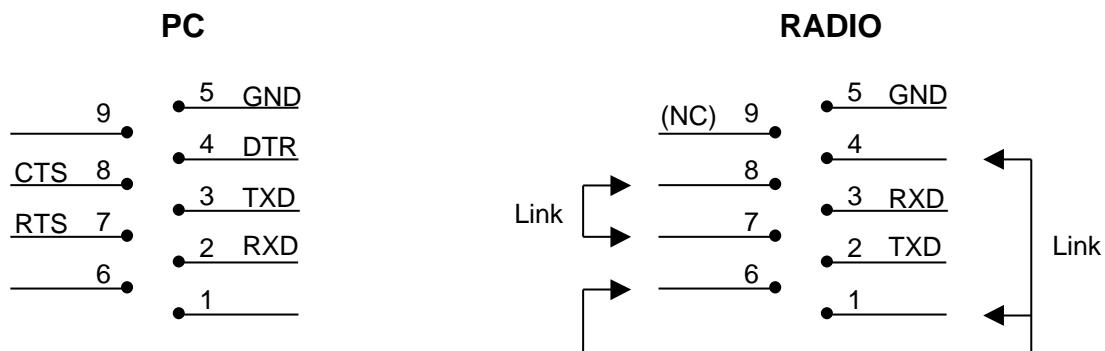 PC
5 GND
9
4 DTR
CTS 8
3 TXD
RTS 7
2 RXD
6
1
RADIO
5 GND
(NC) 9
4
8
3 RXD
Link
7
2 TXD
Link
6
1